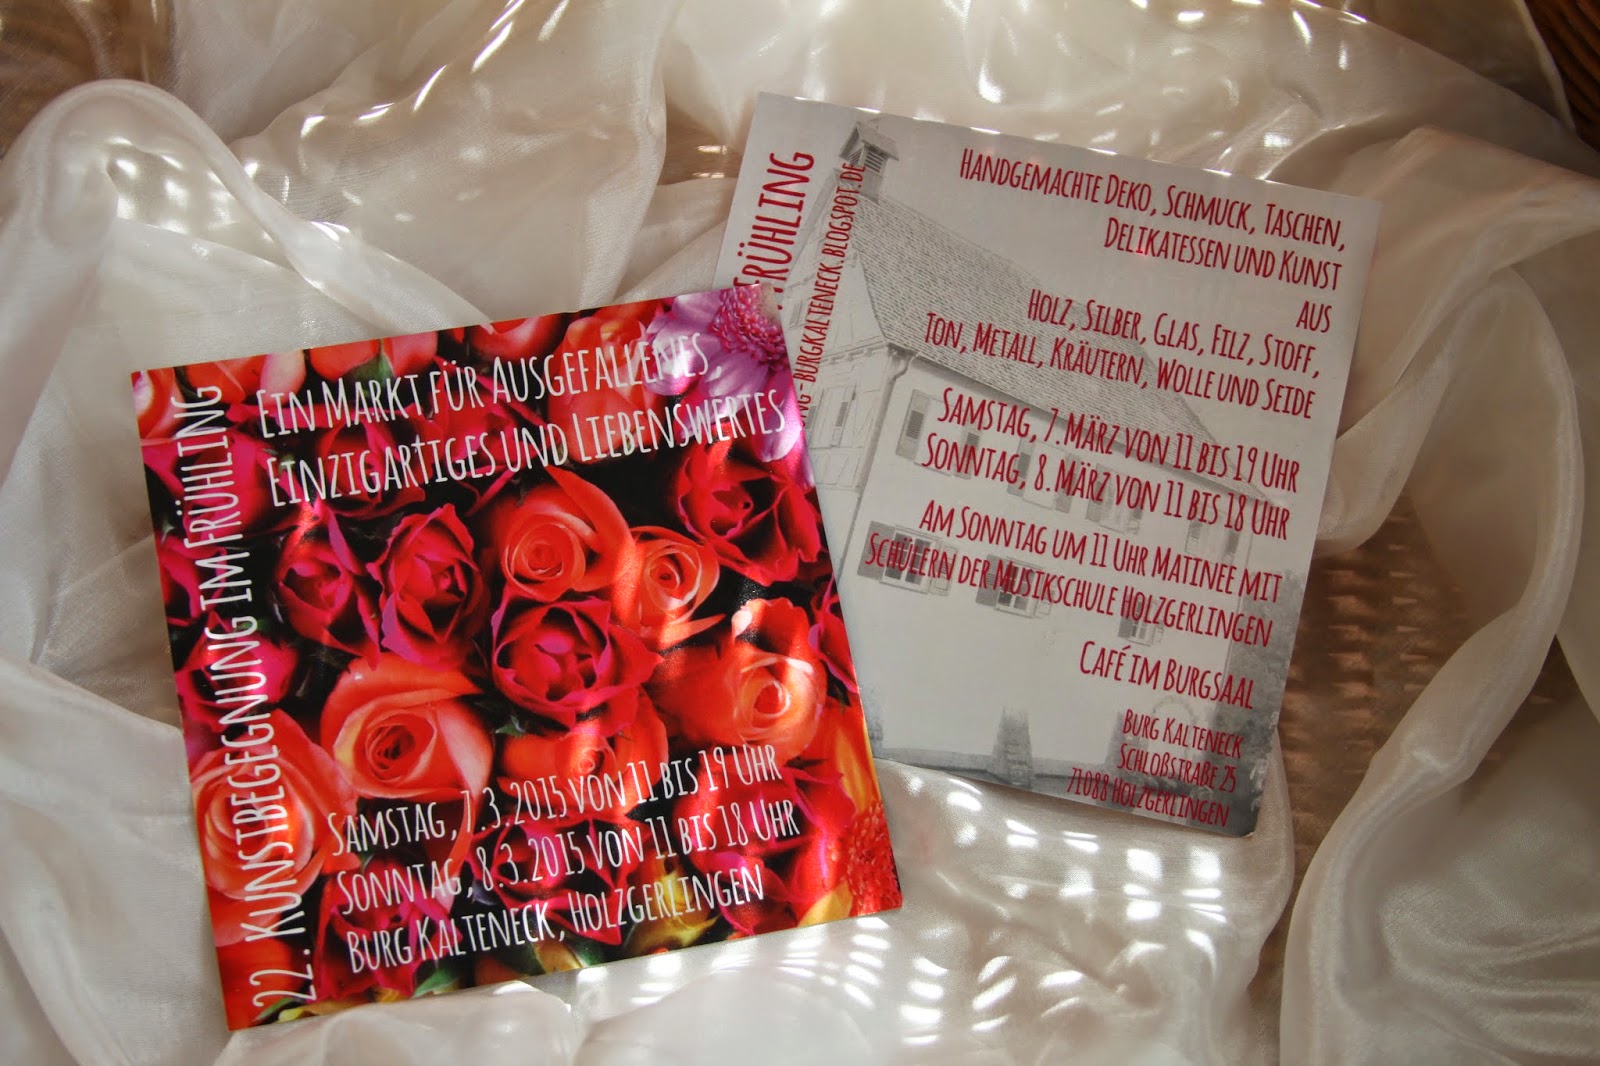 22. Kunstbegegnung im Frühling
Ein Markt für Ausgefallenes,
Einzigartiges und Liebenswertes
Samstag, 7.3.2015 von 11 bis 19 Uhr
Sonntag, 8.3.2015 von 11 bis 18 Uhr
Burg Kalteneck, Holzgerlingen
Frühling
ng-burgkalteneck.blogspot.de
Handgemachte Deko, Schmuck, Taschen,
Delikatessen und Kunst
aus
Holz, Silber, Glas, Filz, Stoff,
Ton, Metall, Kräutern, Wolle und Seide
Samstag, 7. März von 11 bis 19 Uhr
Sonntag, 8. März von 11 bis 18 Uhr
Am Sonntag um 11 Uhr Matinee mit
Schülern der Musikschule Holzgerlingen
Café im Burgsaal
Burg Kalteneck
Schloßstraße 25
71088 Holzgerlingen